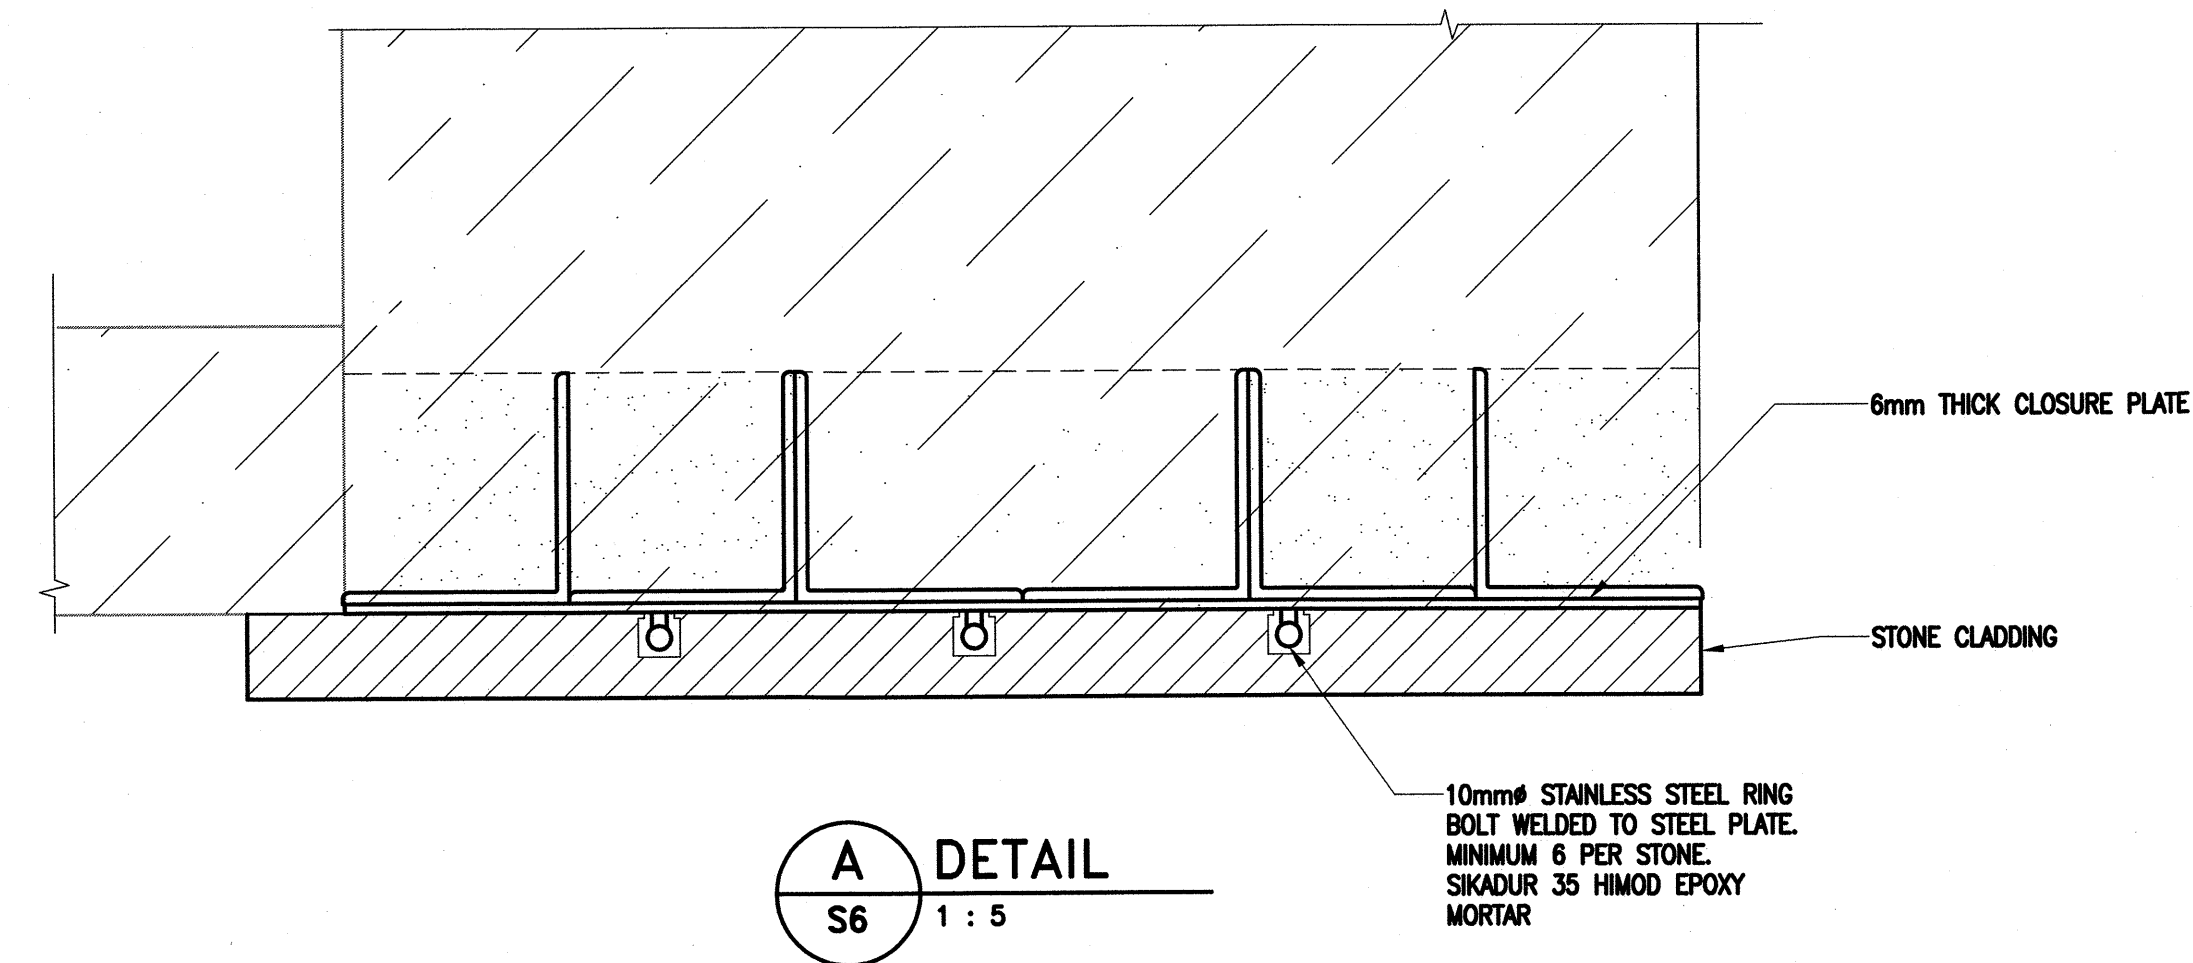 6mm THICK CLOSURE PLATE
STONE CLADDING
10mmø STAINLESS STEEL RING
BOLT WELDED TO STEEL PLATE.
MINIMUM 6 PER STONE.
SIKADUR 35 HIMOD EPOXY
MORTAR
A DETAIL
S6 1 : 5